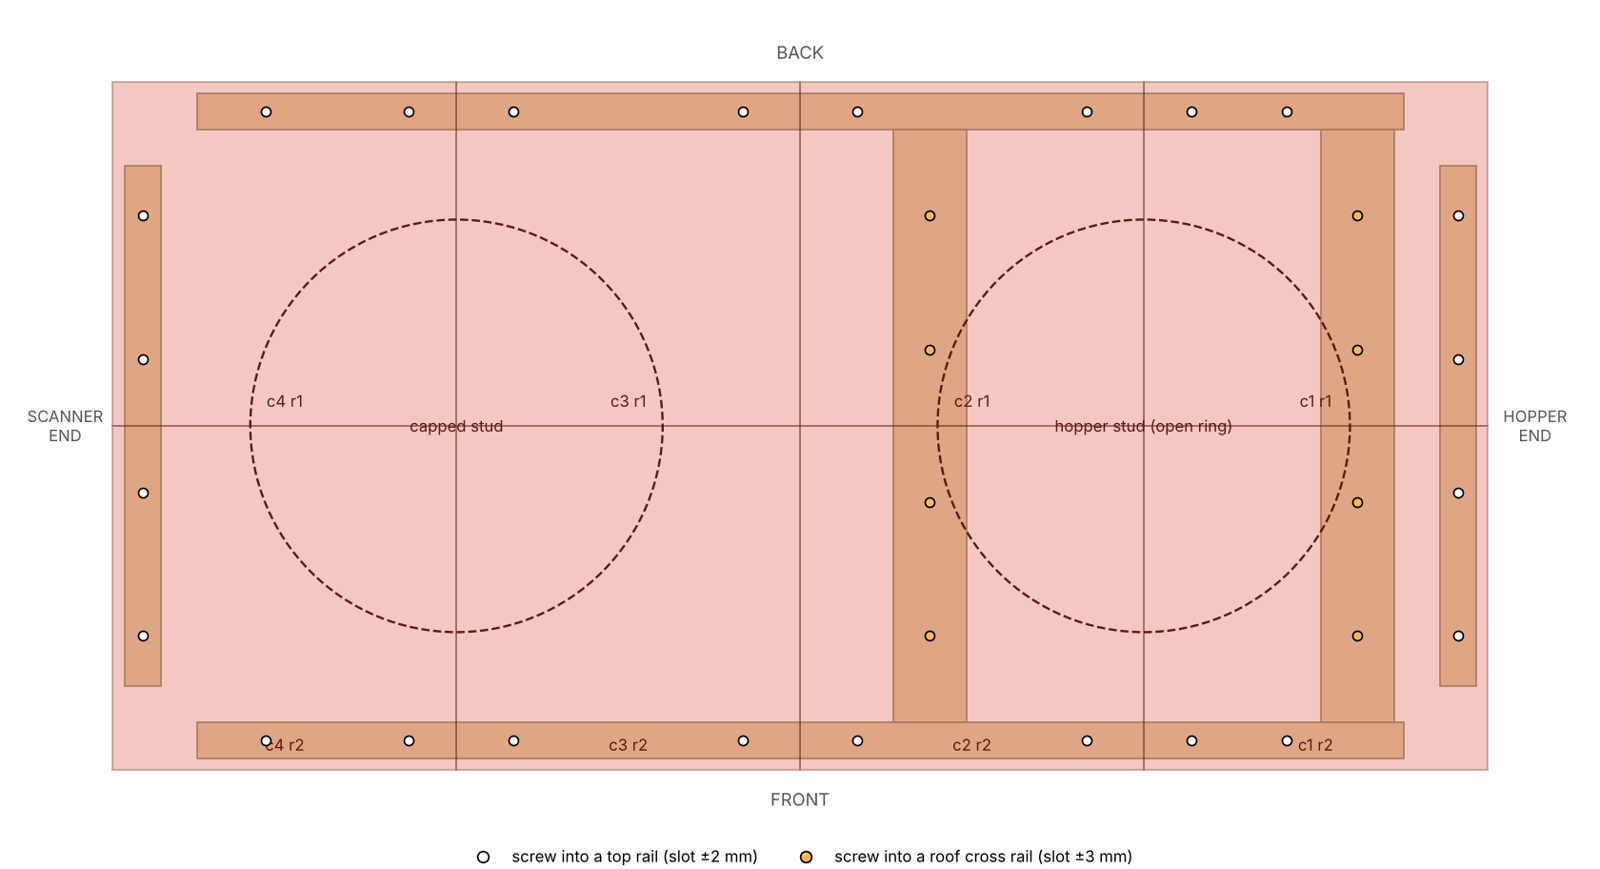 BACK
c4 r1
c3 r1
c2 r1
c1 r1
SCANNER
END
capped stud
hopper stud (open ring)
HOPPER
END
c4 r2
c3 r2
c2 r2
c1 r2
FRONT
screw into a top rail (slot ±2 mm)
screw into a roof cross rail (slot ±3 mm)